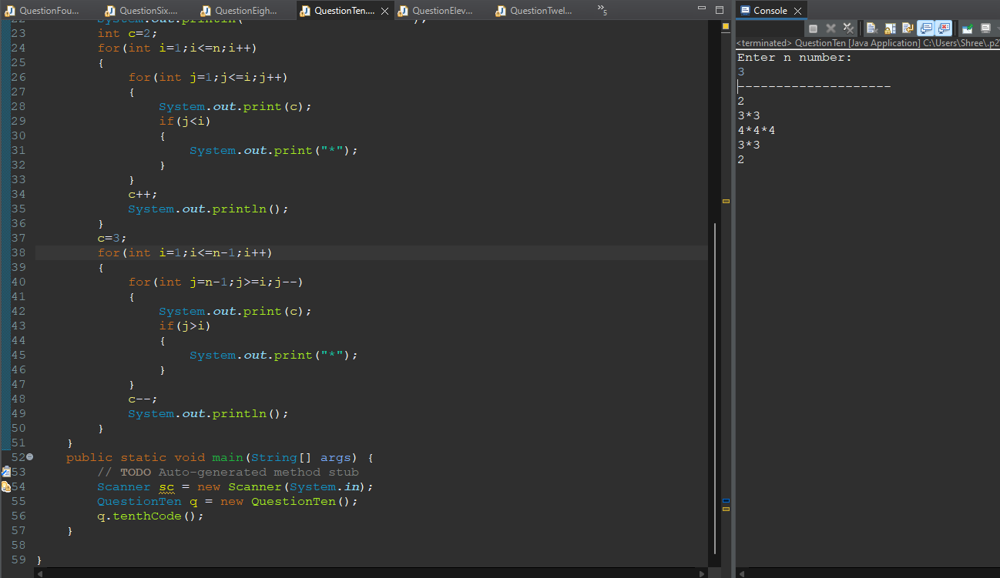 QuestionFou... QuestionSix.... QuestionEigh... QuestionTen.... QuestionElev... QuestionTwel... »5
Console
<terminated> QuestionTen [Java Application] C:\Users\Shree\.p2
22 System.out.println(
23 int c=2;
24 for(int i=1;i<=n;i++)
25 {
26 for(int j=1;j<=i;j++)
27 {
28 System.out.print(c);
29 if(j<i)
30 {
31 System.out.print("*");
32 }
33 }
34 c++;
35 System.out.println();
36 }
37 c=3;
38 for(int i=1;i<=n-1;i++)
39 {
40 for(int j=n-1;j>=i;j--)
41 {
42 System.out.print(c);
43 if(j>i)
44 {
45 System.out.print("*");
46 }
47 }
48 c--;
49 System.out.println();
50 }
51 }
52 public static void main(String[] args) {
53 // TODO Auto-generated method stub
54 Scanner sc = new Scanner(System.in);
55 QuestionTen q = new QuestionTen();
56 q.tenthCode();
57 }
58
59 }
Enter n number:
3
--------------------
2
3*3
4*4*4
3*3
2